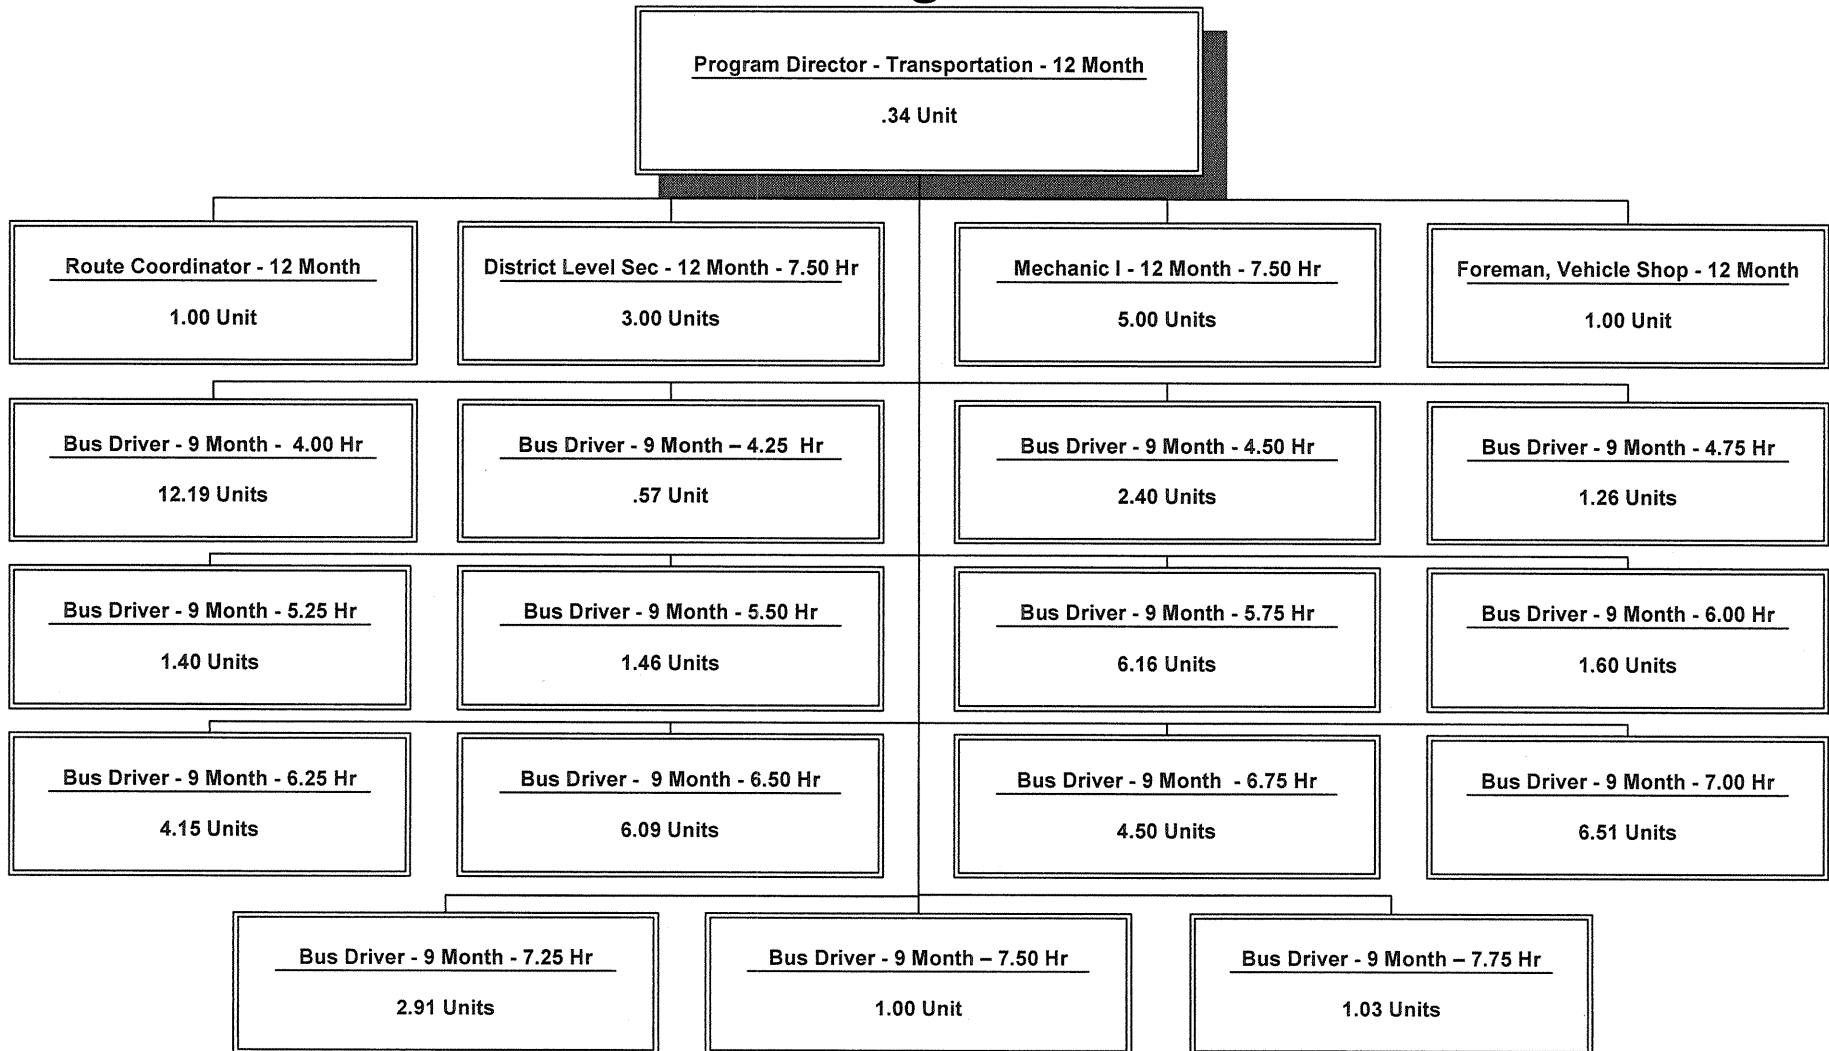 Program Director - Transportation - 12 Month
.34 Unit
Route Coordinator - 12 Month
1.00 Unit
District Level Sec - 12 Month - 7.50 Hr
3.00 Units
Mechanic I - 12 Month - 7.50 Hr
5.00 Units
Foreman, Vehicle Shop - 12 Month
1.00 Unit
Bus Driver - 9 Month - 4.00 Hr
12.19 Units
Bus Driver - 9 Month – 4.25 Hr
.57 Unit
Bus Driver - 9 Month - 4.50 Hr
2.40 Units
Bus Driver - 9 Month - 4.75 Hr
1.26 Units
Bus Driver - 9 Month - 5.25 Hr
1.40 Units
Bus Driver - 9 Month - 5.50 Hr
1.46 Units
Bus Driver - 9 Month - 5.75 Hr
6.16 Units
Bus Driver - 9 Month - 6.00 Hr
1.60 Units
Bus Driver - 9 Month - 6.25 Hr
4.15 Units
Bus Driver - 9 Month - 6.50 Hr
6.09 Units
Bus Driver - 9 Month - 6.75 Hr
4.50 Units
Bus Driver - 9 Month - 7.00 Hr
6.51 Units
Bus Driver - 9 Month - 7.25 Hr
2.91 Units
Bus Driver - 9 Month – 7.50 Hr
1.00 Unit
Bus Driver - 9 Month – 7.75 Hr
1.03 Units